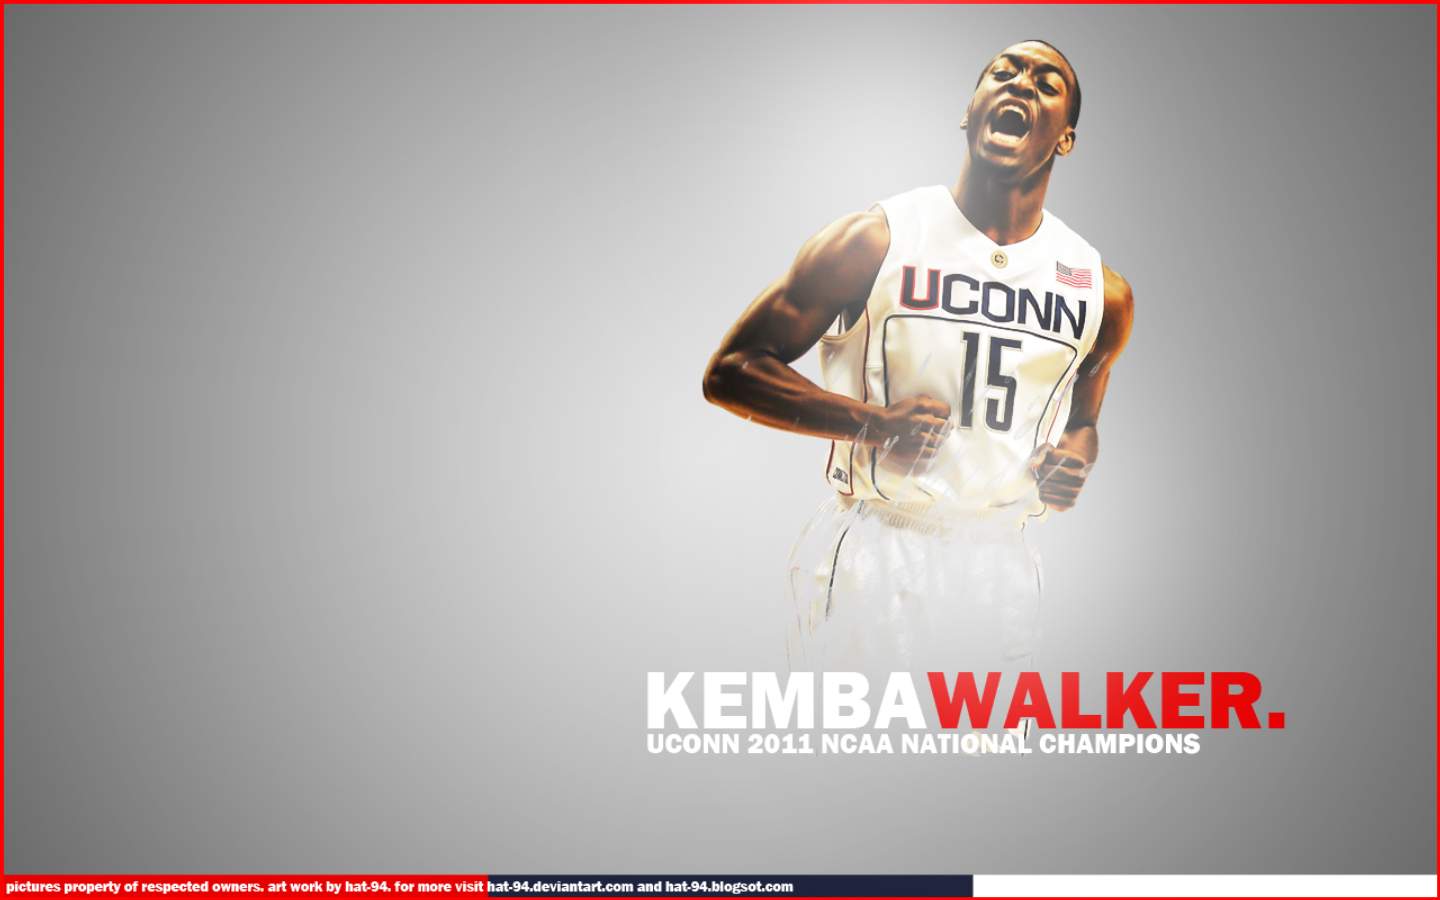 UCONN
15
KEMBAWALKER.
UCONN 2011 NCAA NATIONAL CHAMPIONS
pictures property of respected owners. art work by hat-94. for more visit hat-94.deviantart.com and hat-94.blogsot.com